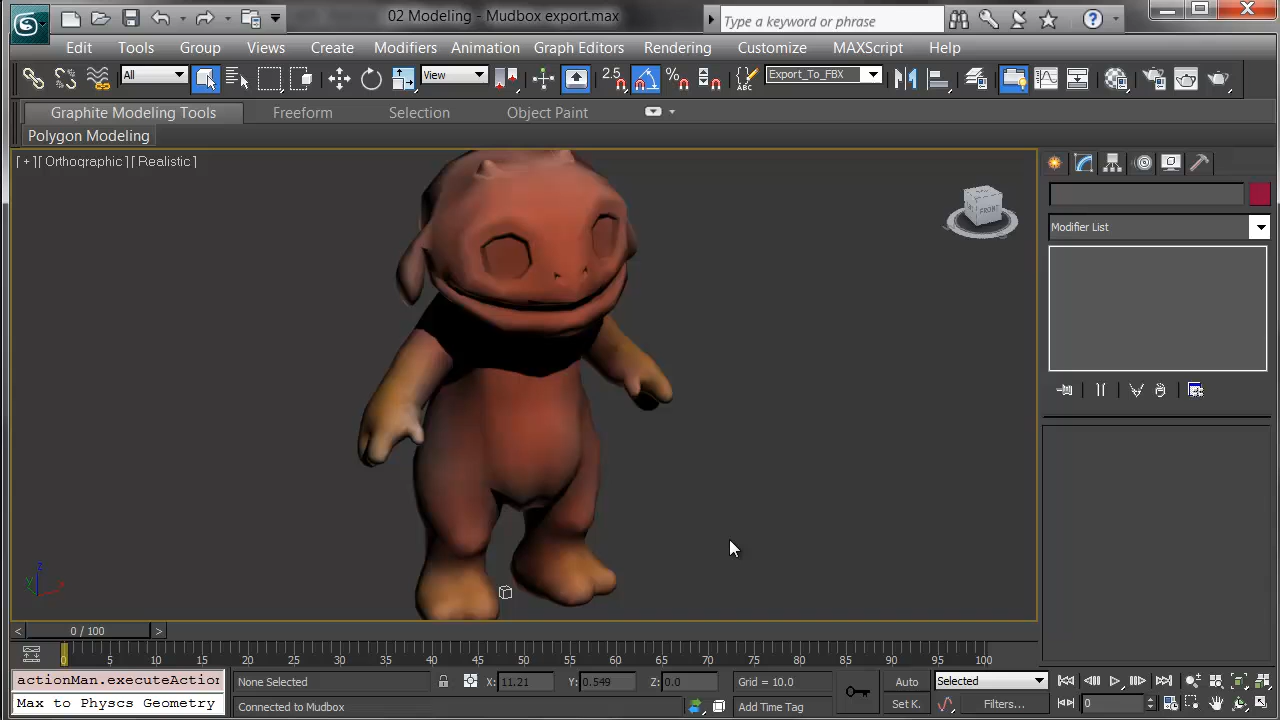 02 Modeling - Mudbox export.max
Type a keyword or phrase
Edit Tools Group Views Create Modifiers Animation Graph Editors Rendering Customize MAXScript Help
All View 2.5 % ABC Export_To_FBX
Graphite Modeling Tools Freeform Selection Object Paint
Polygon Modeling
[ + ][ Orthographic ] [ Realistic ]
FRONT
Modifier List
Z
Y
< 0 / 100 >
0 5 10 15 20 25 30 35 40 45 50 55 60 65 70 75 80 85 90 95 100
actionMan.executeAction None Selected X: 11.21 Y: 0.549 Z: 0.0 Grid = 10.0 Auto Selected
Max to Physcs Geometry Connected to Mudbox Add Time Tag Set K. Filters... 0